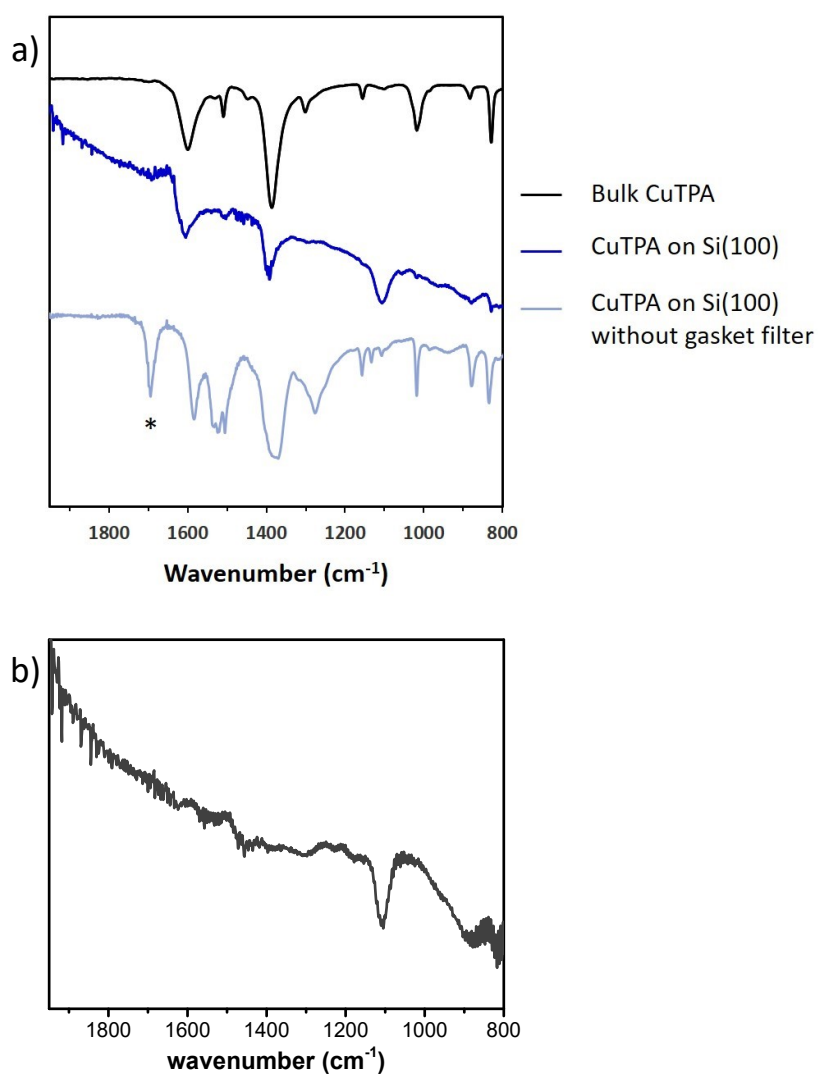 a)
Bulk CuTPA
CuTPA on Si(100)
CuTPA on Si(100)
without gasket filter
*
1800 1600 1400 1200 1000 800
Wavenumber (cm⁻¹)
b)
1800 1600 1400 1200 1000 800
wavenumber (cm⁻¹)